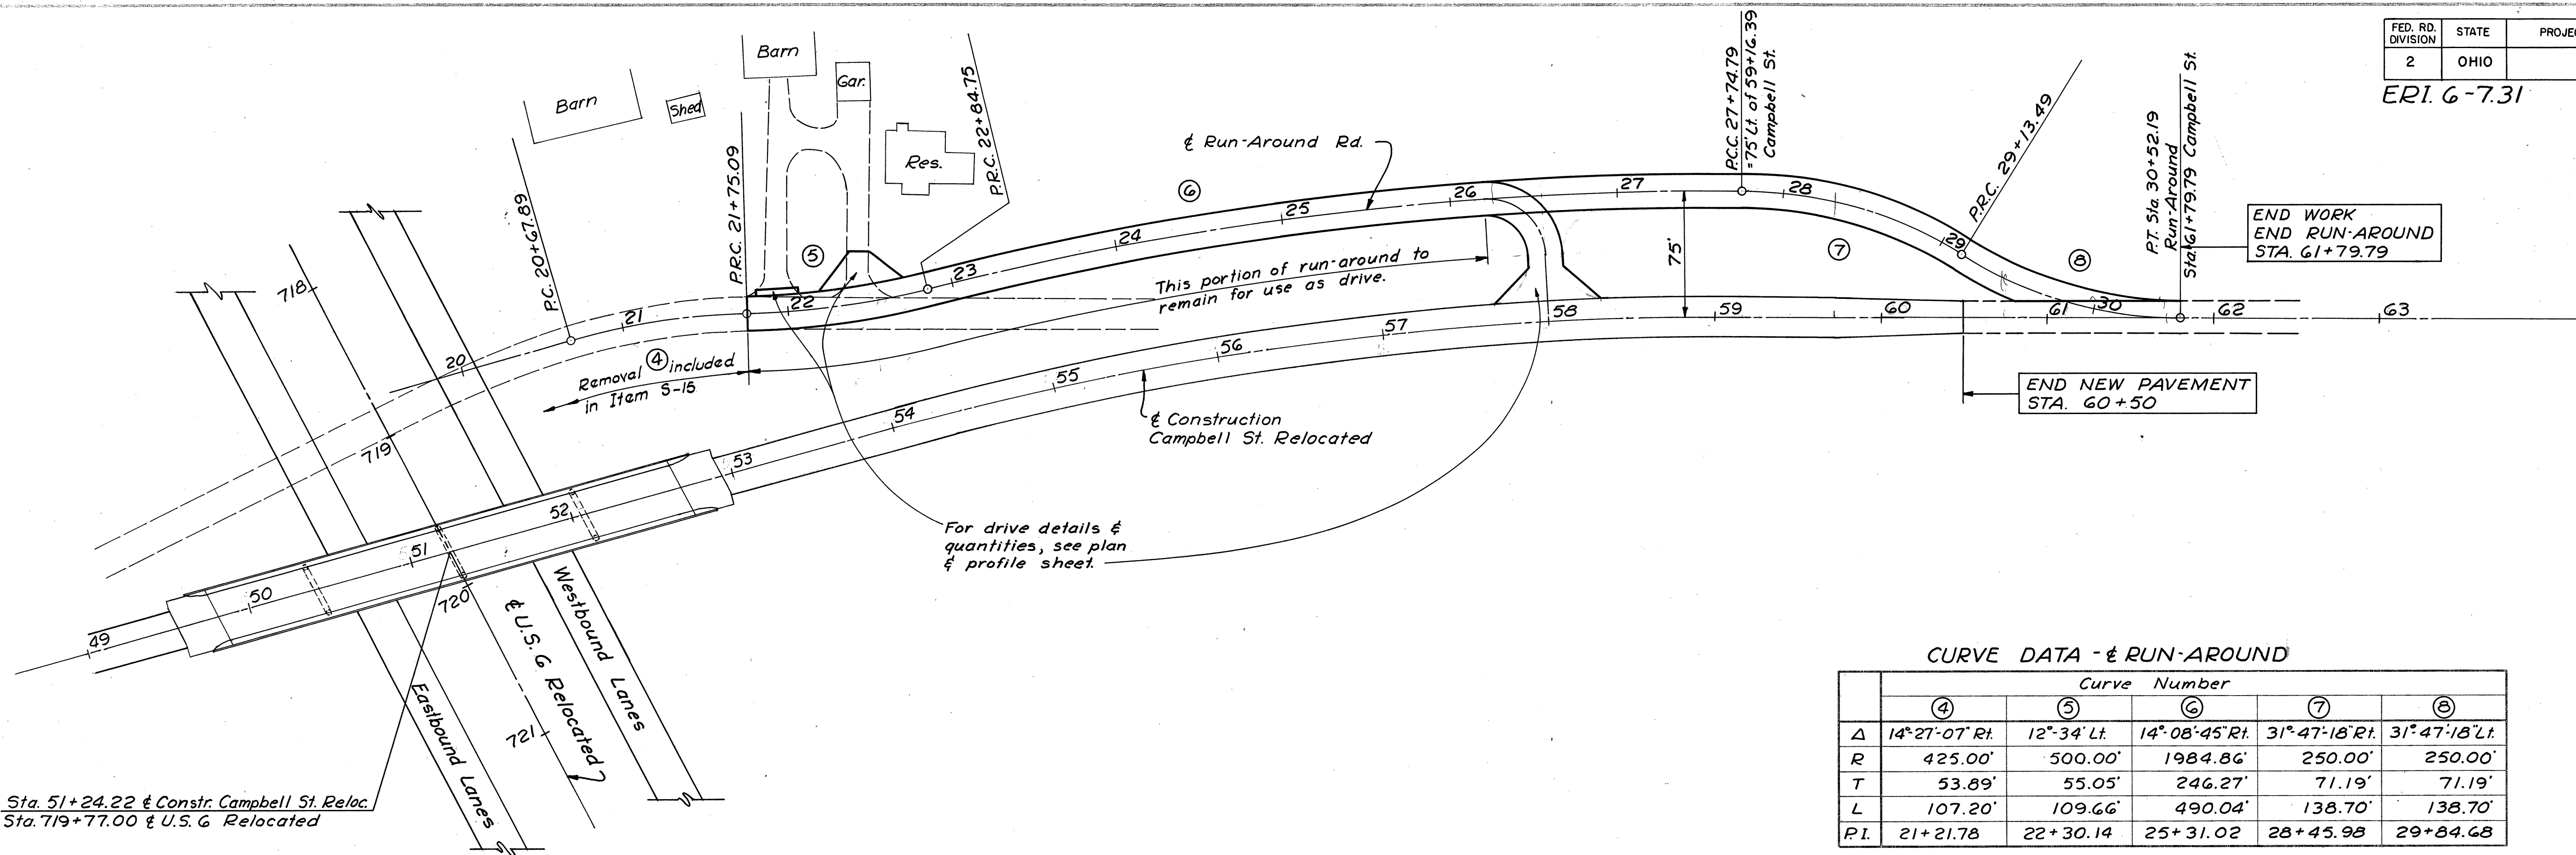 FED. RD. DIVISION STATE PROJEC
2 OHIO
ERI. 6-7.31
Barn
Shed
Barn
Gar.
Res.
P.C. 20+67.89
P.R.C. 21+75.09
P.R.C. 22+84.75
⅊ Run-Around Rd.
P.C.C. 27+74.79
=75' Lt. of 59+16.39
Campbell St.
P.R.C. 29+13.49
P.T. Sta. 30+52.19
Run-Around
Sta. 61+79.79 Campbell St.
END WORK
END RUN-AROUND
STA. 61+79.79
20 21 22 23 24 25 26 27 28 29 30
④ ⑤ ⑥ ⑦ ⑧
75'
This portion of run-around to
remain for use as drive.
Removal included
in Item S-15
49 50 51 52 53 54 55 56 57 58 59 60 61 62 63
END NEW PAVEMENT
STA. 60+50
℄ Construction
Campbell St. Relocated
For drive details &
quantities, see plan
& profile sheet.
718 719 720 721
℄ U.S. 6 Relocated
Westbound Lanes
Eastbound Lanes
Sta. 51+24.22 ℄ Constr. Campbell St. Reloc.
Sta. 719+77.00 ℄ U.S. 6 Relocated
CURVE DATA - ℄ RUN-AROUND
Curve Number
④ ⑤ ⑥ ⑦ ⑧
Δ 14°-27'-07" Rt. 12°-34' Lt. 14°-08'-45" Rt. 31°-47'-18" Rt. 31°-47'-18" Lt.
R 425.00' 500.00' 1984.86' 250.00' 250.00'
T 53.89' 55.05' 246.27' 71.19' 71.19'
L 107.20' 109.66' 490.04' 138.70' 138.70'
P.I. 21+21.78 22+30.14 25+31.02 28+45.98 29+84.68